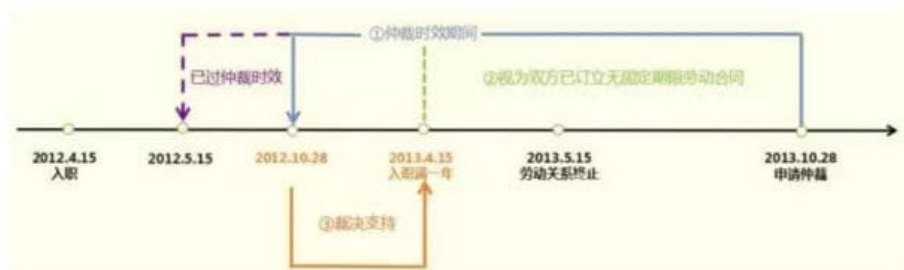 ①仲裁时效期间
已过仲裁时效
②视为双方已订立无固定期限劳动合同
2012.4.15
入职
2012.5.15
2012.10.28
2013.4.15
入职满一年
2013.5.15
劳动关系终止
2013.10.28
申请仲裁
③裁决支持